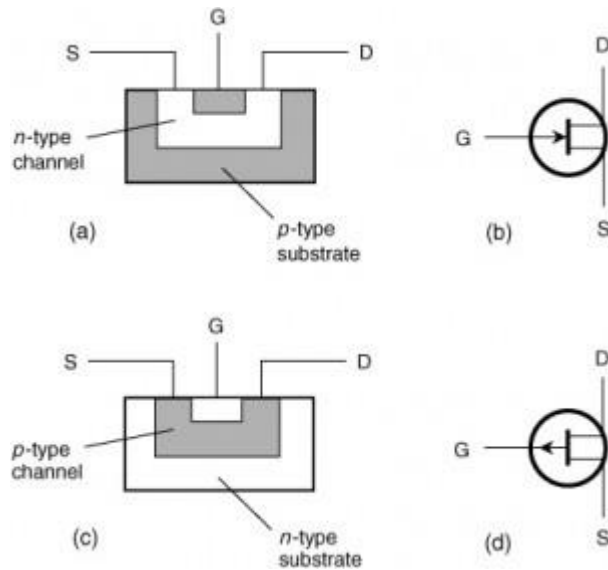 G
S
D
n-type
channel
(a)
p-type
substrate
D
G
(b)
S
G
S
D
p-type
channel
(c)
n-type
substrate
D
G
(d)
S